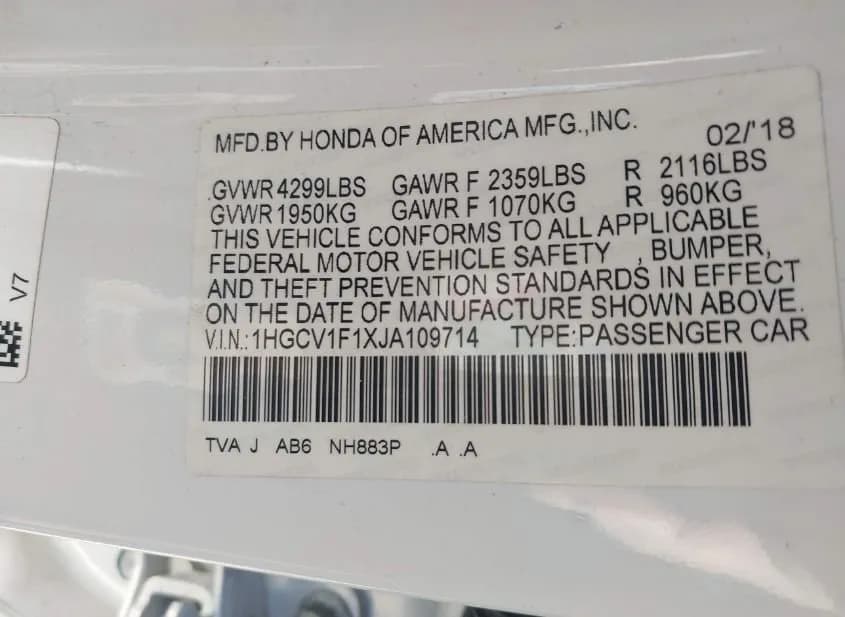 MFD.BY HONDA OF AMERICA MFG.,INC. 02/'18
GVWR 4299LBS GAWR F 2359LBS R 2116LBS
GVWR 1950KG GAWR F 1070KG R 960KG
THIS VEHICLE CONFORMS TO ALL APPLICABLE
FEDERAL MOTOR VEHICLE SAFETY , BUMPER,
AND THEFT PREVENTION STANDARDS IN EFFECT
ON THE DATE OF MANUFACTURE SHOWN ABOVE.
V.I.N.:1HGCV1F1XJA109714 TYPE:PASSENGER CAR
TVA J AB6 NH883P .A .A
V7